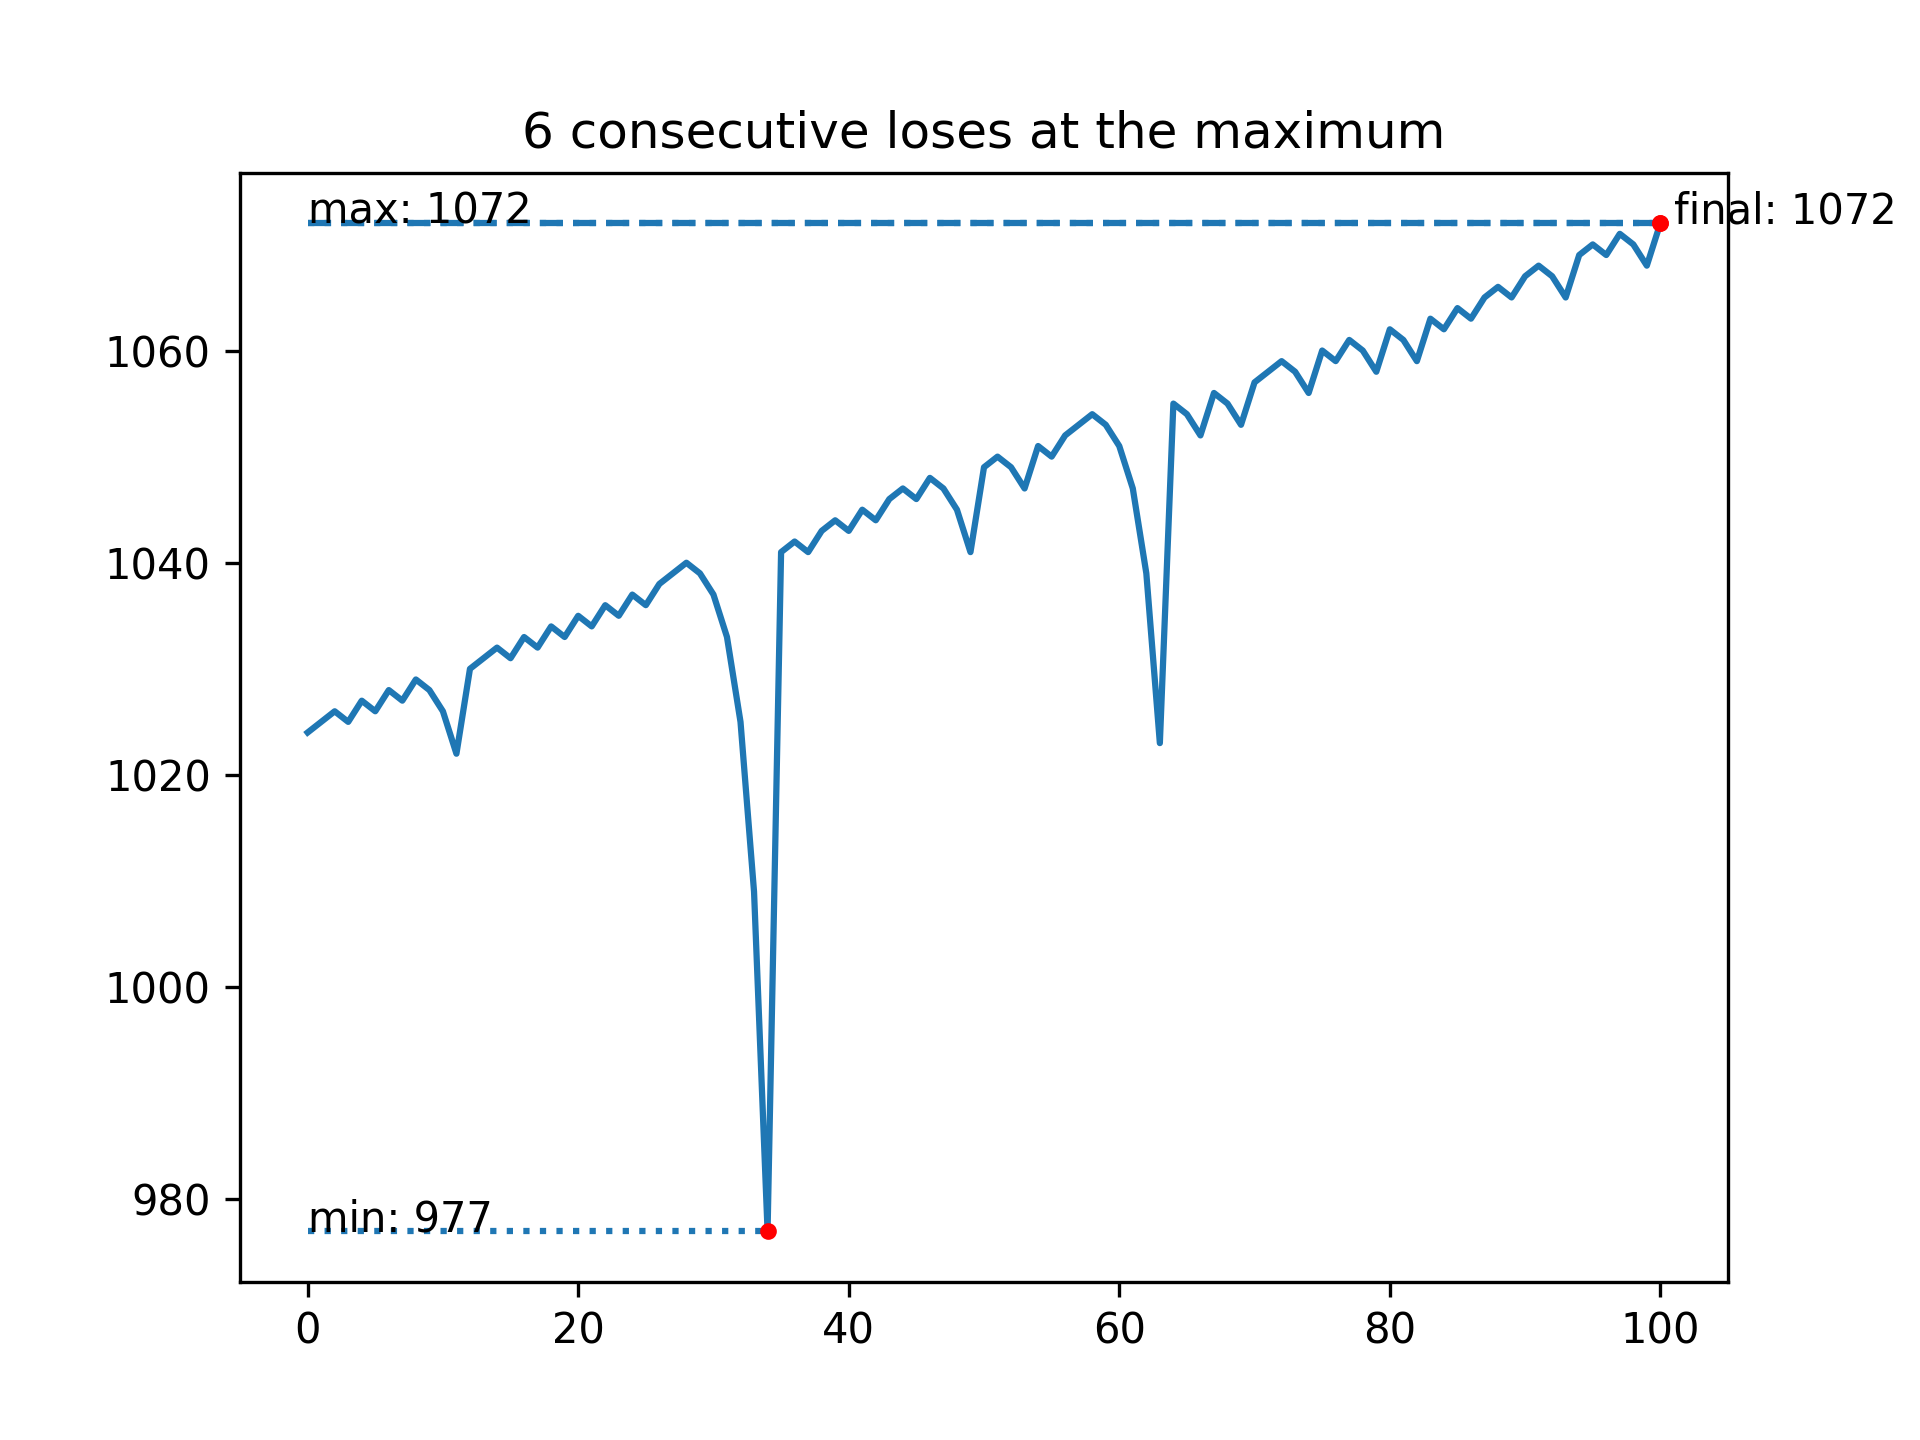 6 consecutive loses at the maximum
max: 1072
final: 1072
1060
1040
1020
1000
980
min: 977
0 20 40 60 80 100